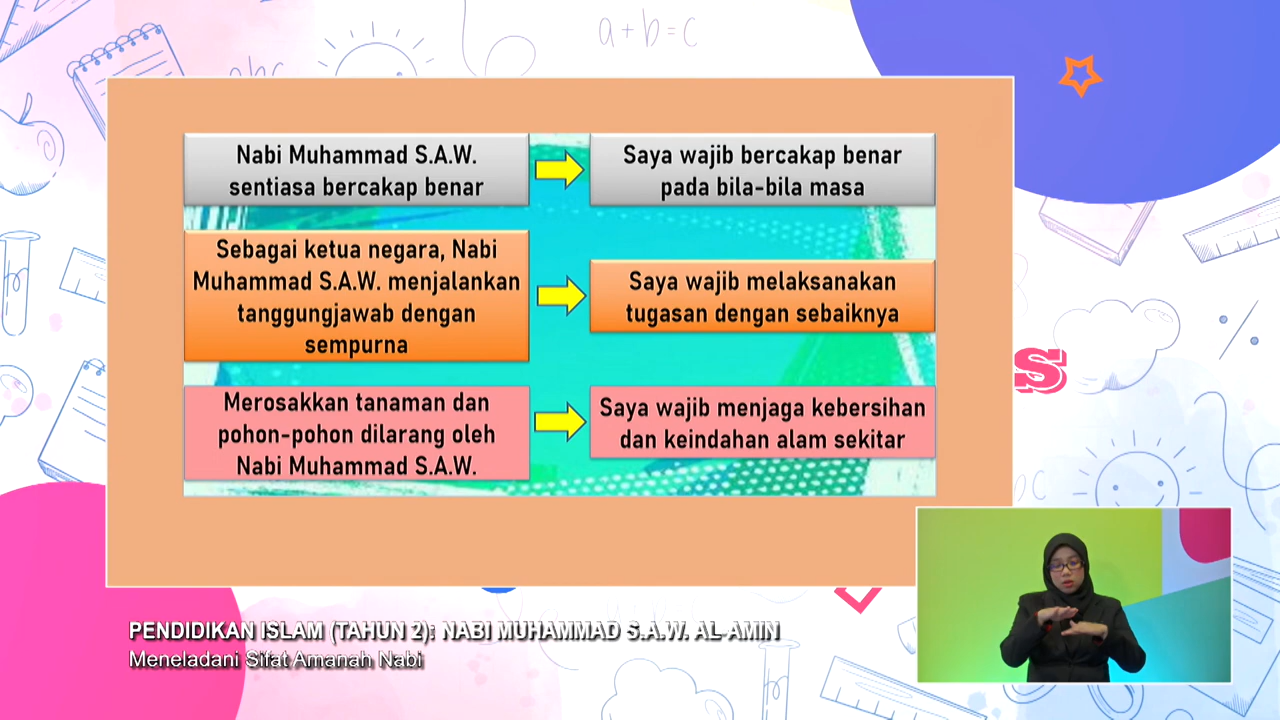 a + b = c
abc
Nabi Muhammad S.A.W.
sentiasa bercakap benar
Saya wajib bercakap benar
pada bila-bila masa
Sebagai ketua negara, Nabi
Muhammad S.A.W. menjalankan
tanggungjawab dengan
sempurna
Saya wajib melaksanakan
tugasan dengan sebaiknya
Merosakkan tanaman dan
pohon-pohon dilarang oleh
Nabi Muhammad S.A.W.
Saya wajib menjaga kebersihan
dan keindahan alam sekitar
S
PENDIDIKAN ISLAM (TAHUN 2): NABI MUHAMMAD S.A.W. AL-AMIN
Meneladani Sifat Amanah Nabi